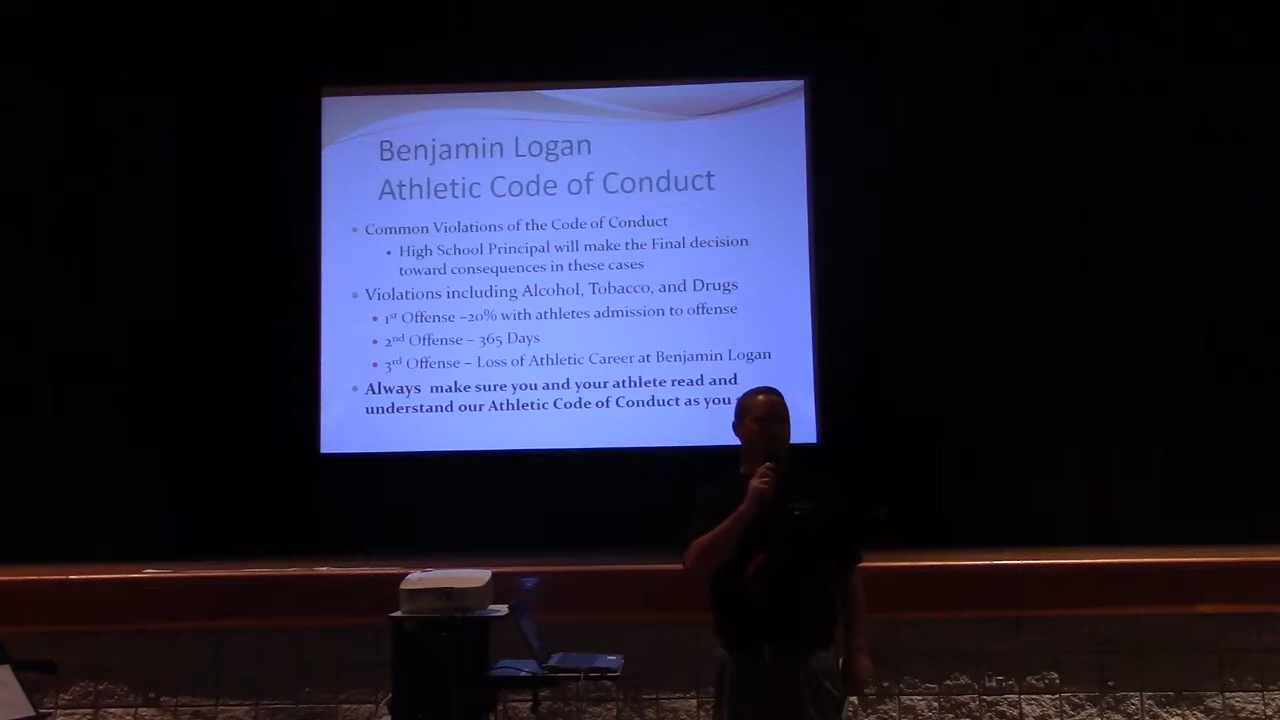 Benjamin Logan
Athletic Code of Conduct
• Common Violations of the Code of Conduct
• High School Principal will make the Final decision
toward consequences in these cases
• Violations including Alcohol, Tobacco, and Drugs
• 1st Offense –20% with athletes admission to offense
• 2nd Offense – 365 Days
• 3rd Offense – Loss of Athletic Career at Benjamin Logan
• Always make sure you and your athlete read and
understand our Athletic Code of Conduct as you